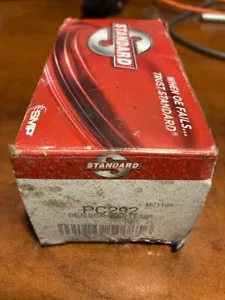 STANDARD
WHEN OE FAILS...
TRUST STANDARD®
SMP
STANDARD
PC292